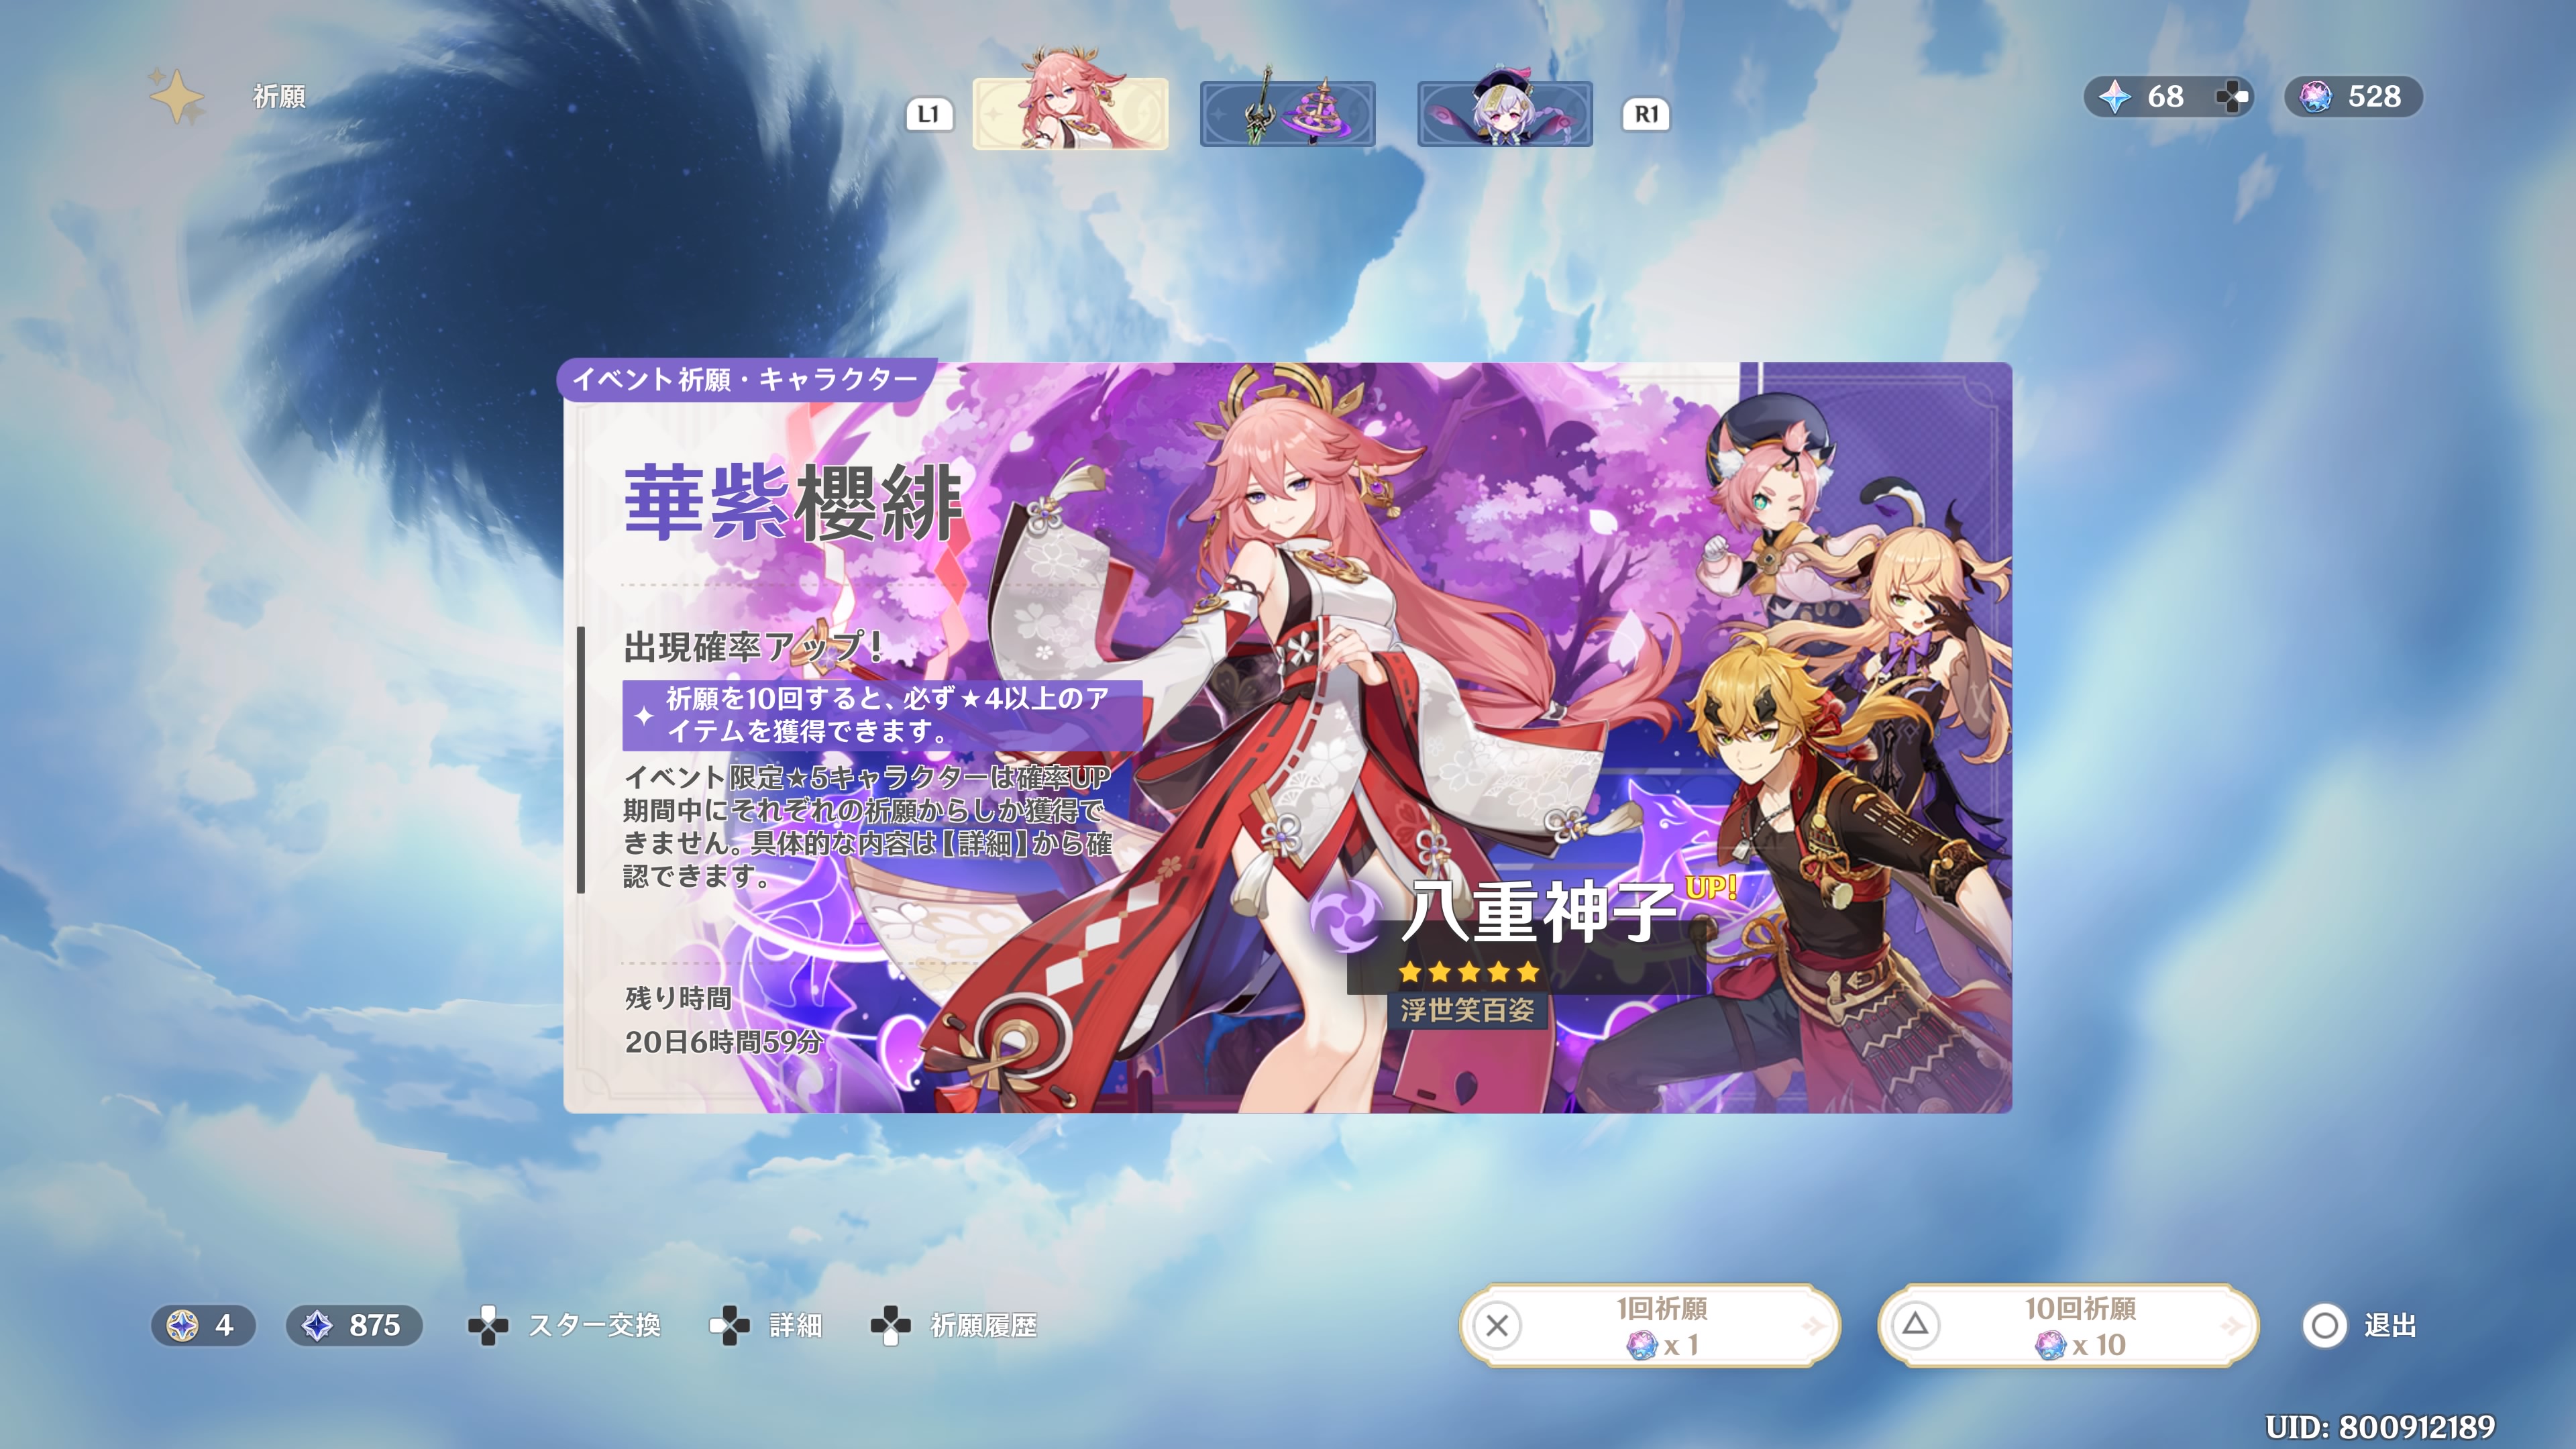 祈願
L1
R1
68
528
イベント祈願・キャラクター
華紫櫻緋
出現確率アップ！
祈願を10回すると、必ず★4以上のア
イテムを獲得できます。
イベント限定★5キャラクターは確率UP
期間中にそれぞれの祈願からしか獲得で
きません。具体的な内容は【詳細】から確
認できます。
残り時間
20日6時間59分
八重神子 UP!
浮世笑百姿
4
875
スター交換
詳細
祈願履歴
1回祈願
x 1
10回祈願
x 10
退出
UID: 800912189